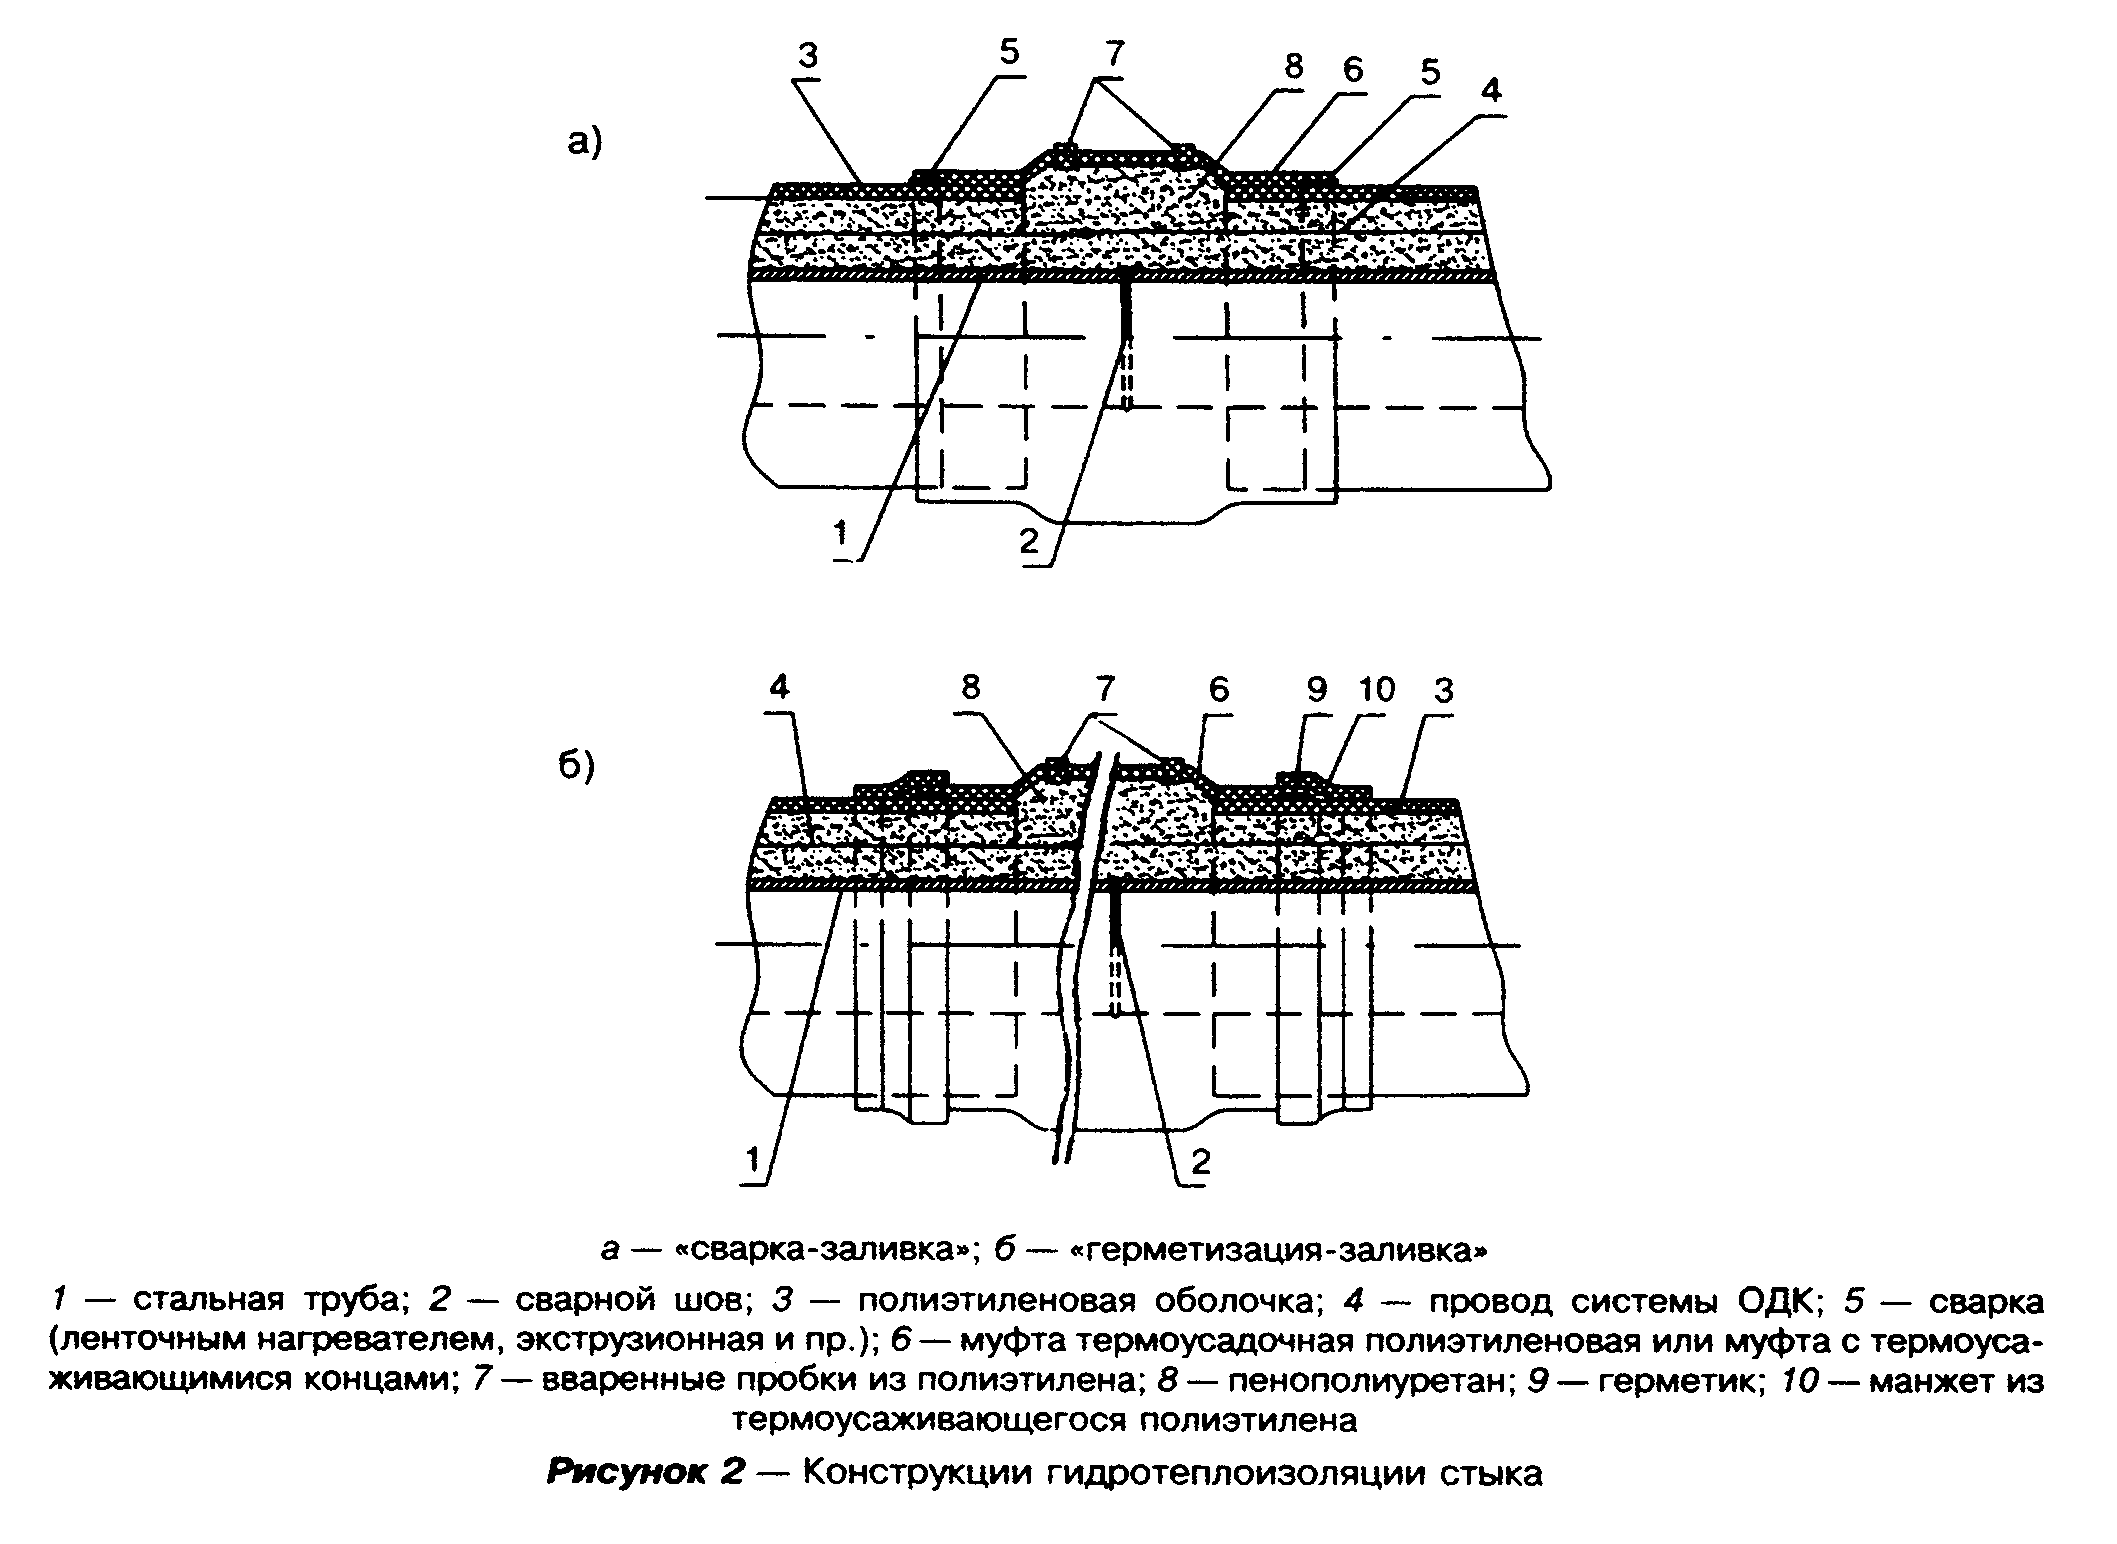 3 5 7 8 6 5 4
а)
1 2
4 8 7 6 9 10 3
б)
1 2
а — «сварка-заливка»; б — «герметизация-заливка»
1 — стальная труба; 2 — сварной шов; 3 — полиэтиленовая оболочка; 4 — провод системы ОДК; 5 — сварка
(ленточным нагревателем, экструзионная и пр.); 6 — муфта термоусадочная полиэтиленовая или муфта с термоуса-
живающимися концами; 7 — вваренные пробки из полиэтилена; 8 — пенополиуретан; 9 — герметик; 10 — манжет из
термоусаживающегося полиэтилена
Рисунок 2 — Конструкции гидротеплоизоляции стыка